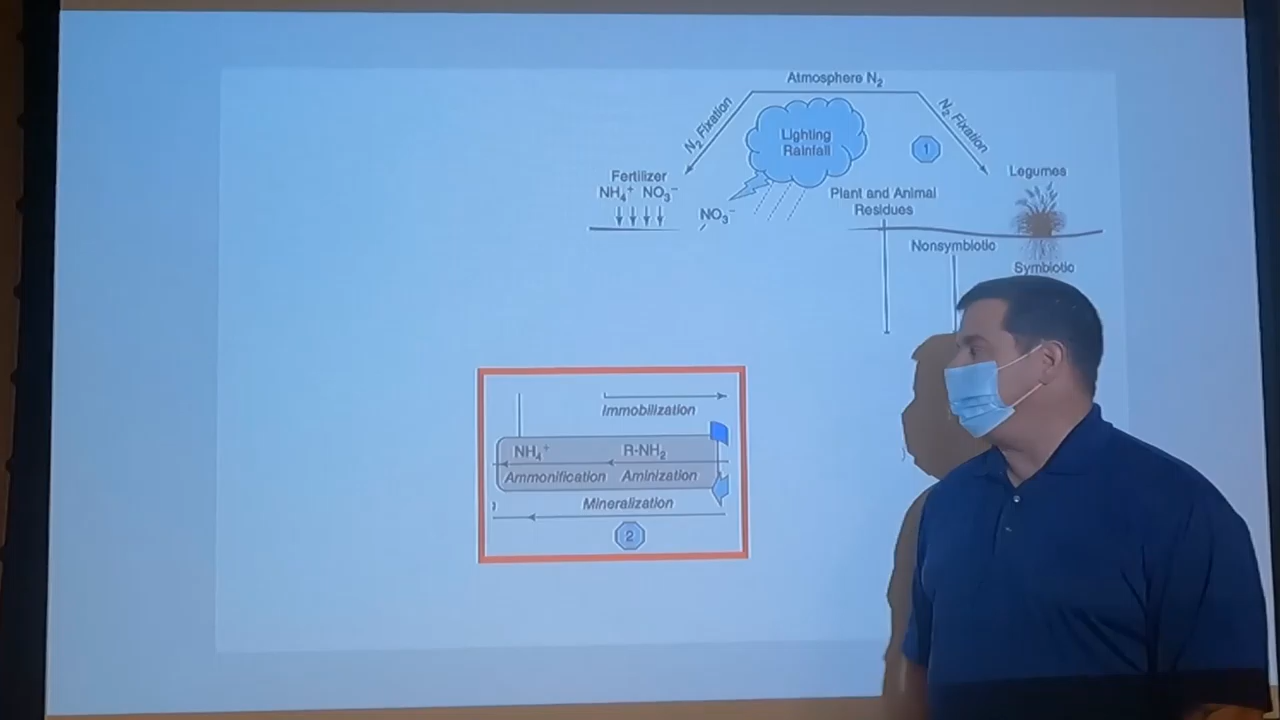 Atmosphere N₂
N₂ Fixation
N₂ Fixation
Lighting
Rainfall
1
Fertilizer
NH₄⁺ NO₃⁻
Legumes
Plant and Animal
Residues
NO₃⁻
Nonsymbiotic
Symbiotic
Immobilization
NH₄⁺ R·NH₂
Ammonification Aminization
Mineralization
2